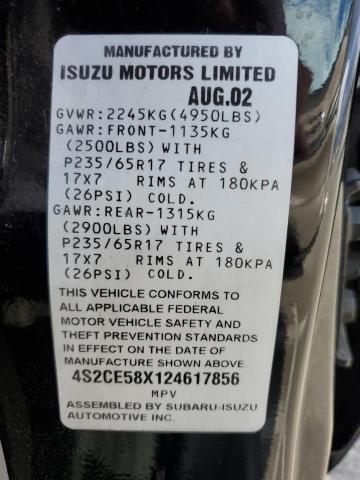 MANUFACTURED BY
ISUZU MOTORS LIMITED
AUG.02
GVWR:2245KG(4950LBS)
GAWR:FRONT-1135KG
(2500LBS)WITH
P235/65R17 TIRES &
17X7 RIMS AT 180KPA
(26PSI) COLD.
GAWR:REAR-1315KG
(2900LBS)WITH
P235/65R17 TIRES &
17X7 RIMS AT 180KPA
(26PSI) COLD.
THIS VEHICLE CONFORMS TO
ALL APPLICABLE FEDERAL
MOTOR VEHICLE SAFETY AND
THEFT PREVENTION STANDARDS
IN EFFECT ON THE DATE OF
MANUFACTURE SHOWN ABOVE.
4S2CE58X124617856
MPV
ASSEMBLED BY SUBARU-ISUZU
AUTOMOTIVE INC.